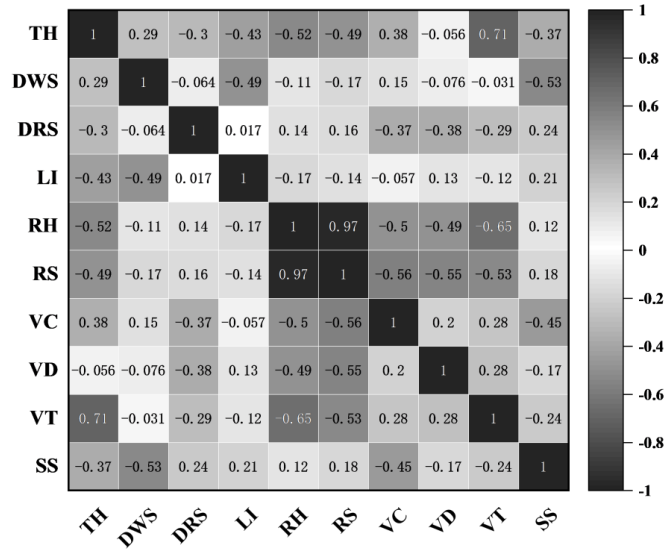 TH 1 0.29 -0.3 -0.43 -0.52 -0.49 0.38 -0.056 0.71 -0.37
DWS 0.29 1 -0.064 -0.49 -0.11 -0.17 0.15 -0.076 -0.031 -0.53
DRS -0.3 -0.064 1 0.017 0.14 0.16 -0.37 -0.38 -0.29 0.24
LI -0.43 -0.49 0.017 1 -0.17 -0.14 -0.057 0.13 -0.12 0.21
RH -0.52 -0.11 0.14 -0.17 1 0.97 -0.5 -0.49 -0.65 0.12
RS -0.49 -0.17 0.16 -0.14 0.97 1 -0.56 -0.55 -0.53 0.18
VC 0.38 0.15 -0.37 -0.057 -0.5 -0.56 1 0.2 0.28 -0.45
VD -0.056 -0.076 -0.38 0.13 -0.49 -0.55 0.2 1 0.28 -0.17
VT 0.71 -0.031 -0.29 -0.12 -0.65 -0.53 0.28 0.28 1 -0.24
SS -0.37 -0.53 0.24 0.21 0.12 0.18 -0.45 -0.17 -0.24 1
TH DWS DRS LI RH RS VC VD VT SS
1
0.8
0.6
0.4
0.2
0
-0.2
-0.4
-0.6
-0.8
-1